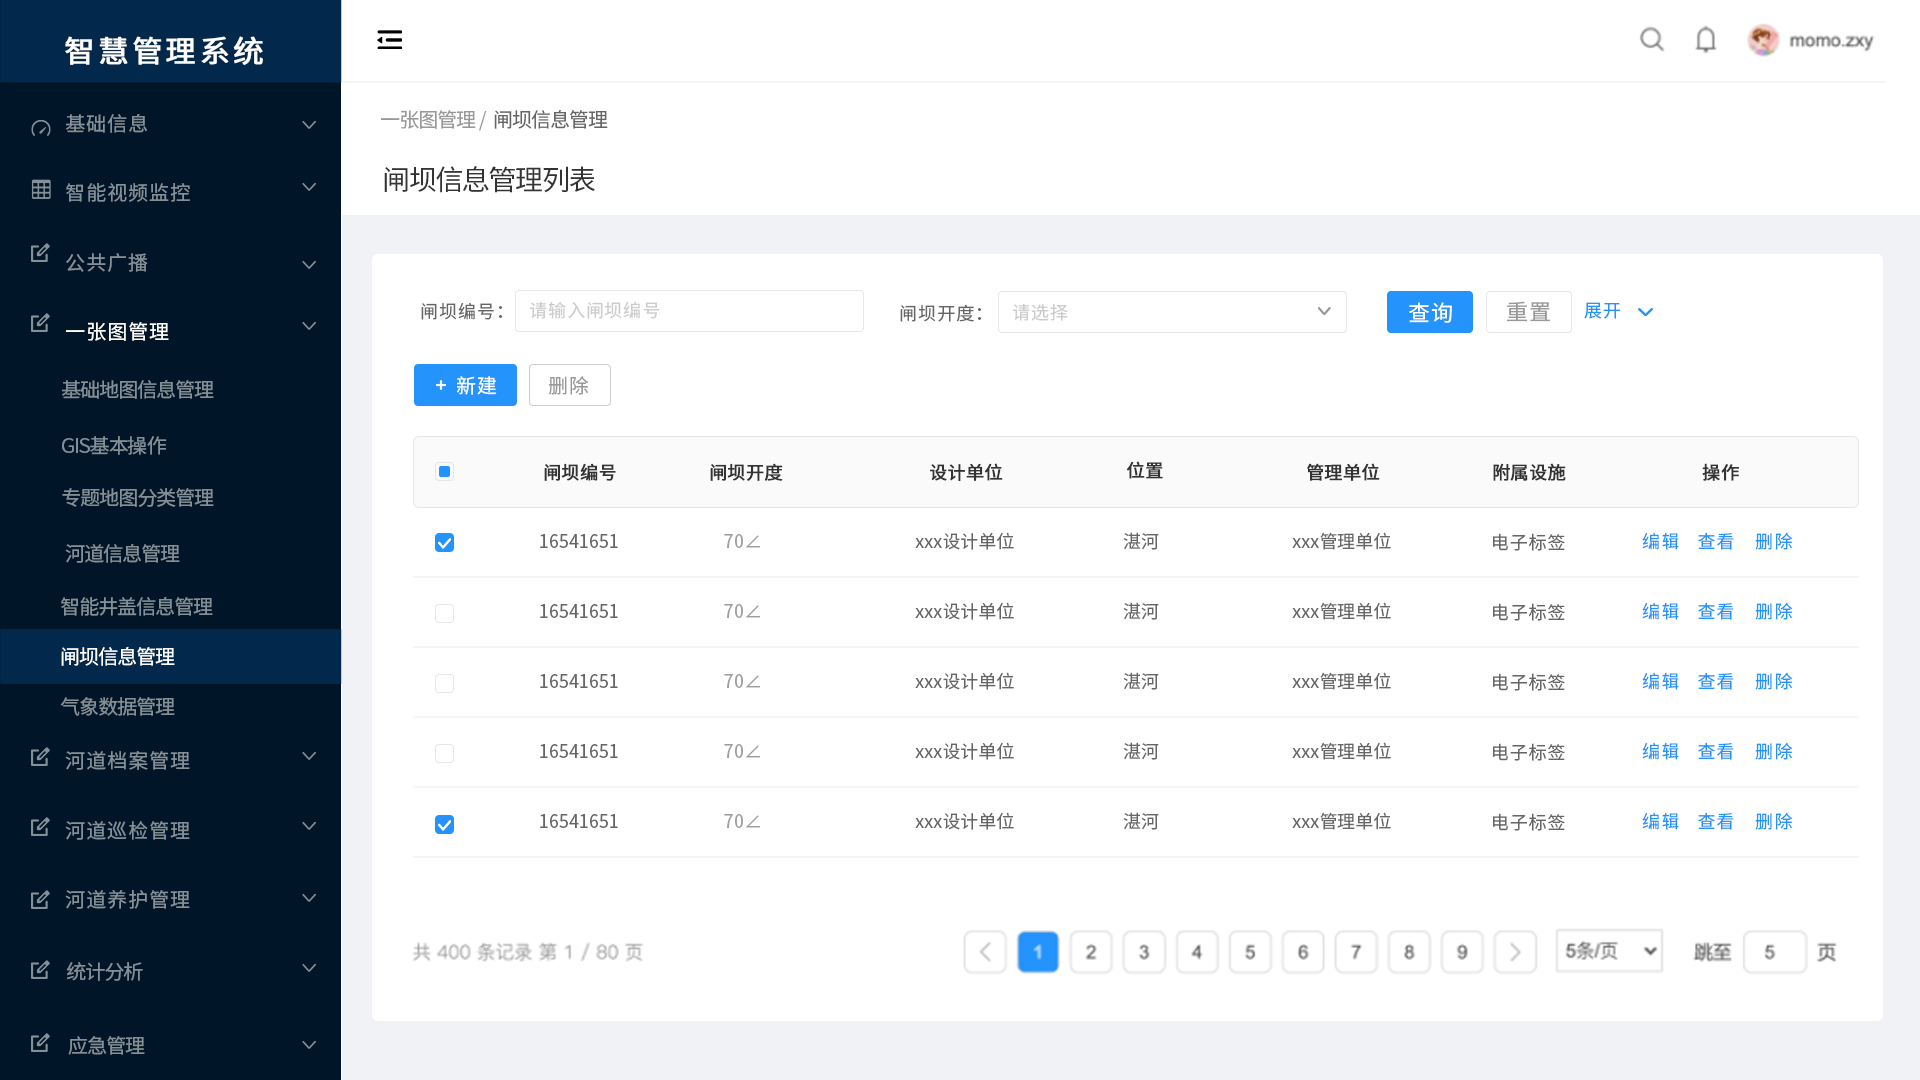 智慧管理系统
momo.zxy
基础信息
智能视频监控
公共广播
一张图管理
基础地图信息管理
GIS基本操作
专题地图分类管理
河道信息管理
智能井盖信息管理
闸坝信息管理
气象数据管理
河道档案管理
河道巡检管理
河道养护管理
统计分析
应急管理
一张图管理 / 闸坝信息管理
闸坝信息管理列表
闸坝编号： 请输入闸坝编号 闸坝开度： 请选择 查询 重置 展开
+ 新建 删除
闸坝编号 闸坝开度 设计单位 位置 管理单位 附属设施 操作
16541651 70∠ xxx设计单位 湛河 xxx管理单位 电子标签 编辑 查看 删除
16541651 70∠ xxx设计单位 湛河 xxx管理单位 电子标签 编辑 查看 删除
16541651 70∠ xxx设计单位 湛河 xxx管理单位 电子标签 编辑 查看 删除
16541651 70∠ xxx设计单位 湛河 xxx管理单位 电子标签 编辑 查看 删除
16541651 70∠ xxx设计单位 湛河 xxx管理单位 电子标签 编辑 查看 删除
共 400 条记录 第 1 / 80 页 1 2 3 4 5 6 7 8 9 5条/页 跳至 5 页